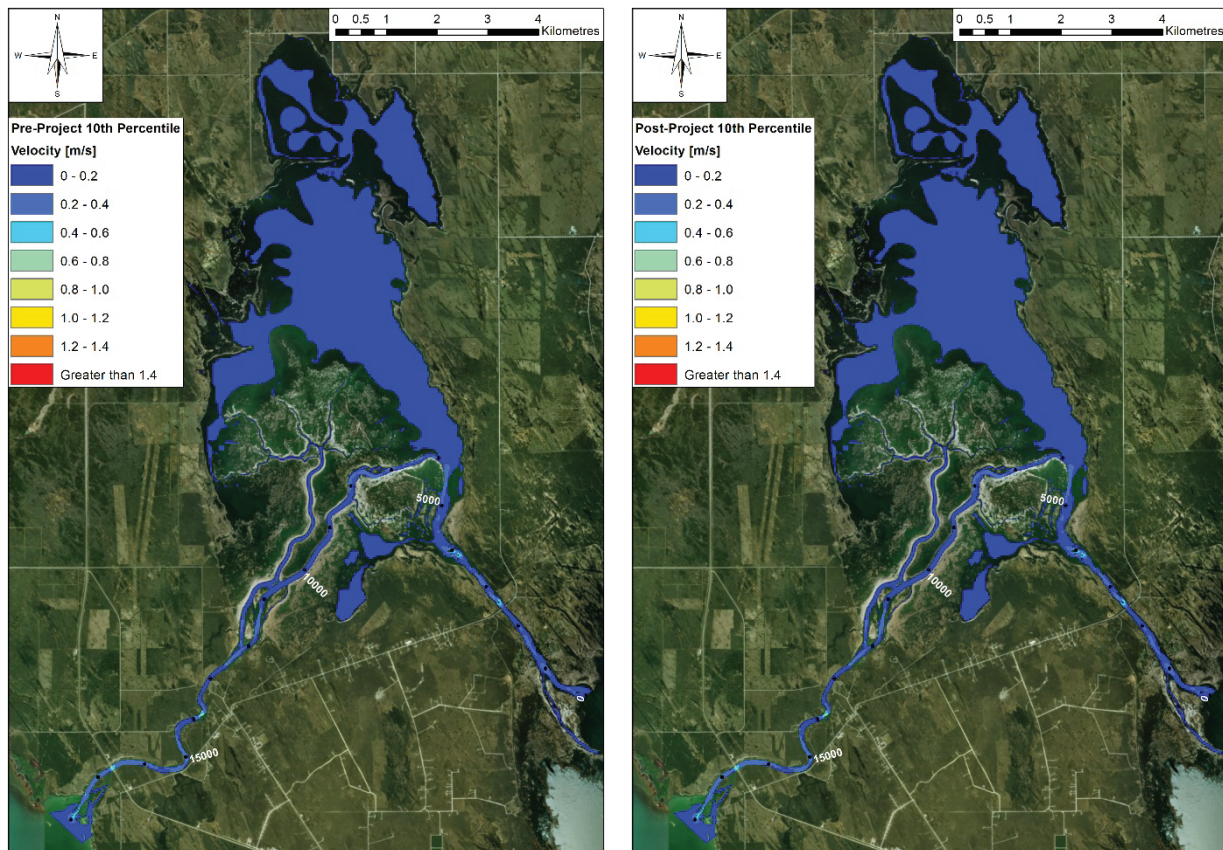 N
W E
S
0 0.5 1 2 3 4
Kilometres
Pre-Project 10th Percentile
Velocity [m/s]
0 - 0.2
0.2 - 0.4
0.4 - 0.6
0.6 - 0.8
0.8 - 1.0
1.0 - 1.2
1.2 - 1.4
Greater than 1.4
5000
10000
0
15000
N
W E
S
0 0.5 1 2 3 4
Kilometres
Post-Project 10th Percentile
Velocity [m/s]
0 - 0.2
0.2 - 0.4
0.4 - 0.6
0.6 - 0.8
0.8 - 1.0
1.0 - 1.2
1.2 - 1.4
Greater than 1.4
5000
10000
0
15000